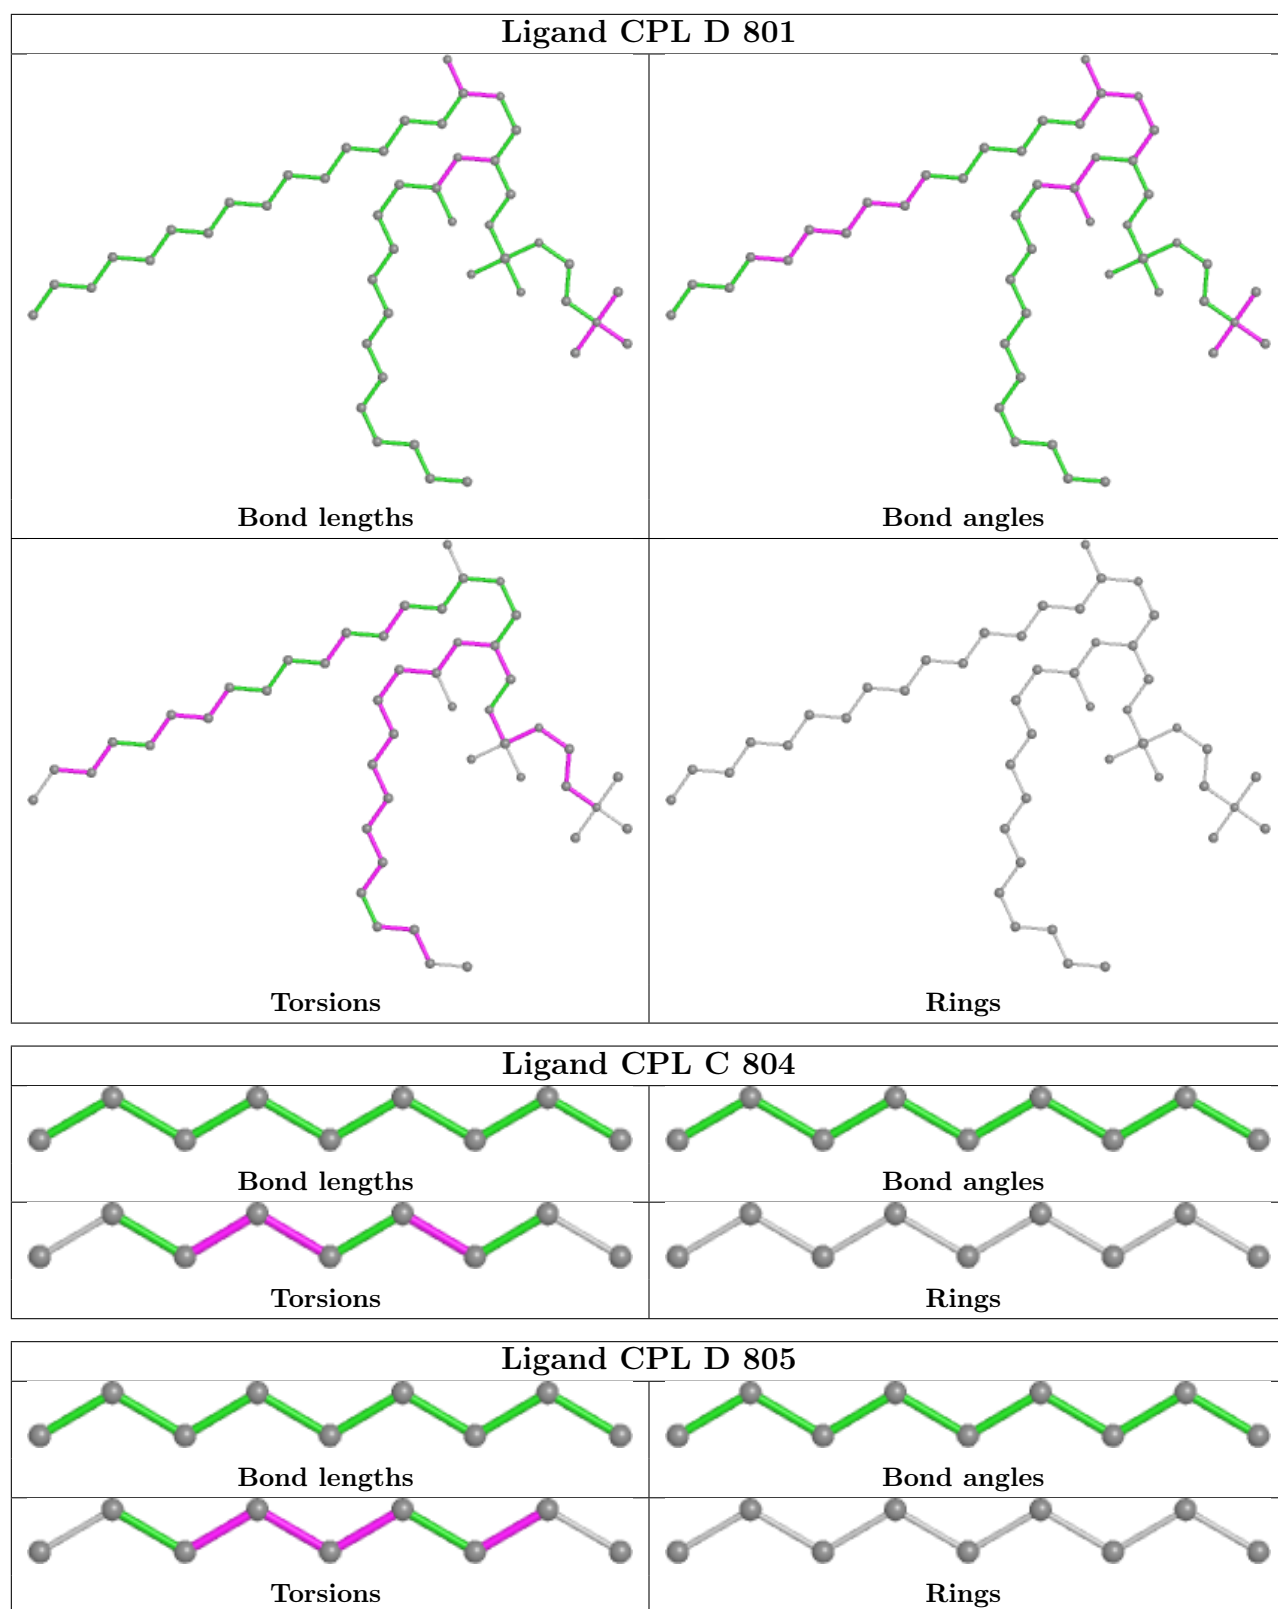 Ligand CPL D 801
Bond lengths
Bond angles
Torsions
Rings
Ligand CPL C 804
Bond lengths
Bond angles
Torsions
Rings
Ligand CPL D 805
Bond lengths
Bond angles
Torsions
Rings